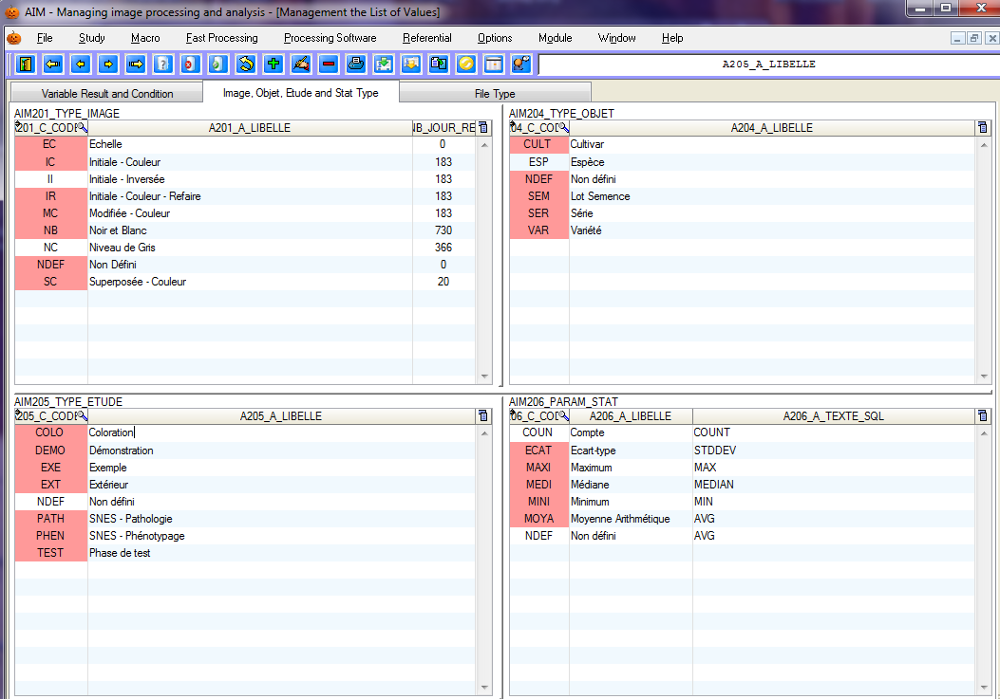 AIM - Managing image processing and analysis - [Management the List of Values]
File Study Macro Fast Processing Processing Software Referential Options Module Window Help
A205_A_LIBELLE
Variable Result and Condition Image, Objet, Etude and Stat Type File Type
AIM201_TYPE_IMAGE
201_C_CODE A201_A_LIBELLE NB_JOUR_RE
EC Echelle 0
IC Initiale - Couleur 183
II Initiale - Inversée 183
IR Initiale - Couleur - Refaire 183
MC Modifiée - Couleur 183
NB Noir et Blanc 730
NC Niveau de Gris 366
NDEF Non Défini 0
SC Superposée - Couleur 20
AIM204_TYPE_OBJET
04_C_COD A204_A_LIBELLE
CULT Cultivar
ESP Espèce
NDEF Non défini
SEM Lot Semence
SER Série
VAR Variété
AIM205_TYPE_ETUDE
205_C_CODE A205_A_LIBELLE
COLO Coloration
DEMO Démonstration
EXE Exemple
EXT Extérieur
NDEF Non défini
PATH SNES - Pathologie
PHEN SNES - Phénotypage
TEST Phase de test
AIM206_PARAM_STAT
06_C_COD A206_A_LIBELLE A206_A_TEXTE_SQL
COUN Compte COUNT
ECAT Ecart-type STDDEV
MAXI Maximum MAX
MEDI Médiane MEDIAN
MINI Minimum MIN
MOYA Moyenne Arithmétique AVG
NDEF Non défini AVG